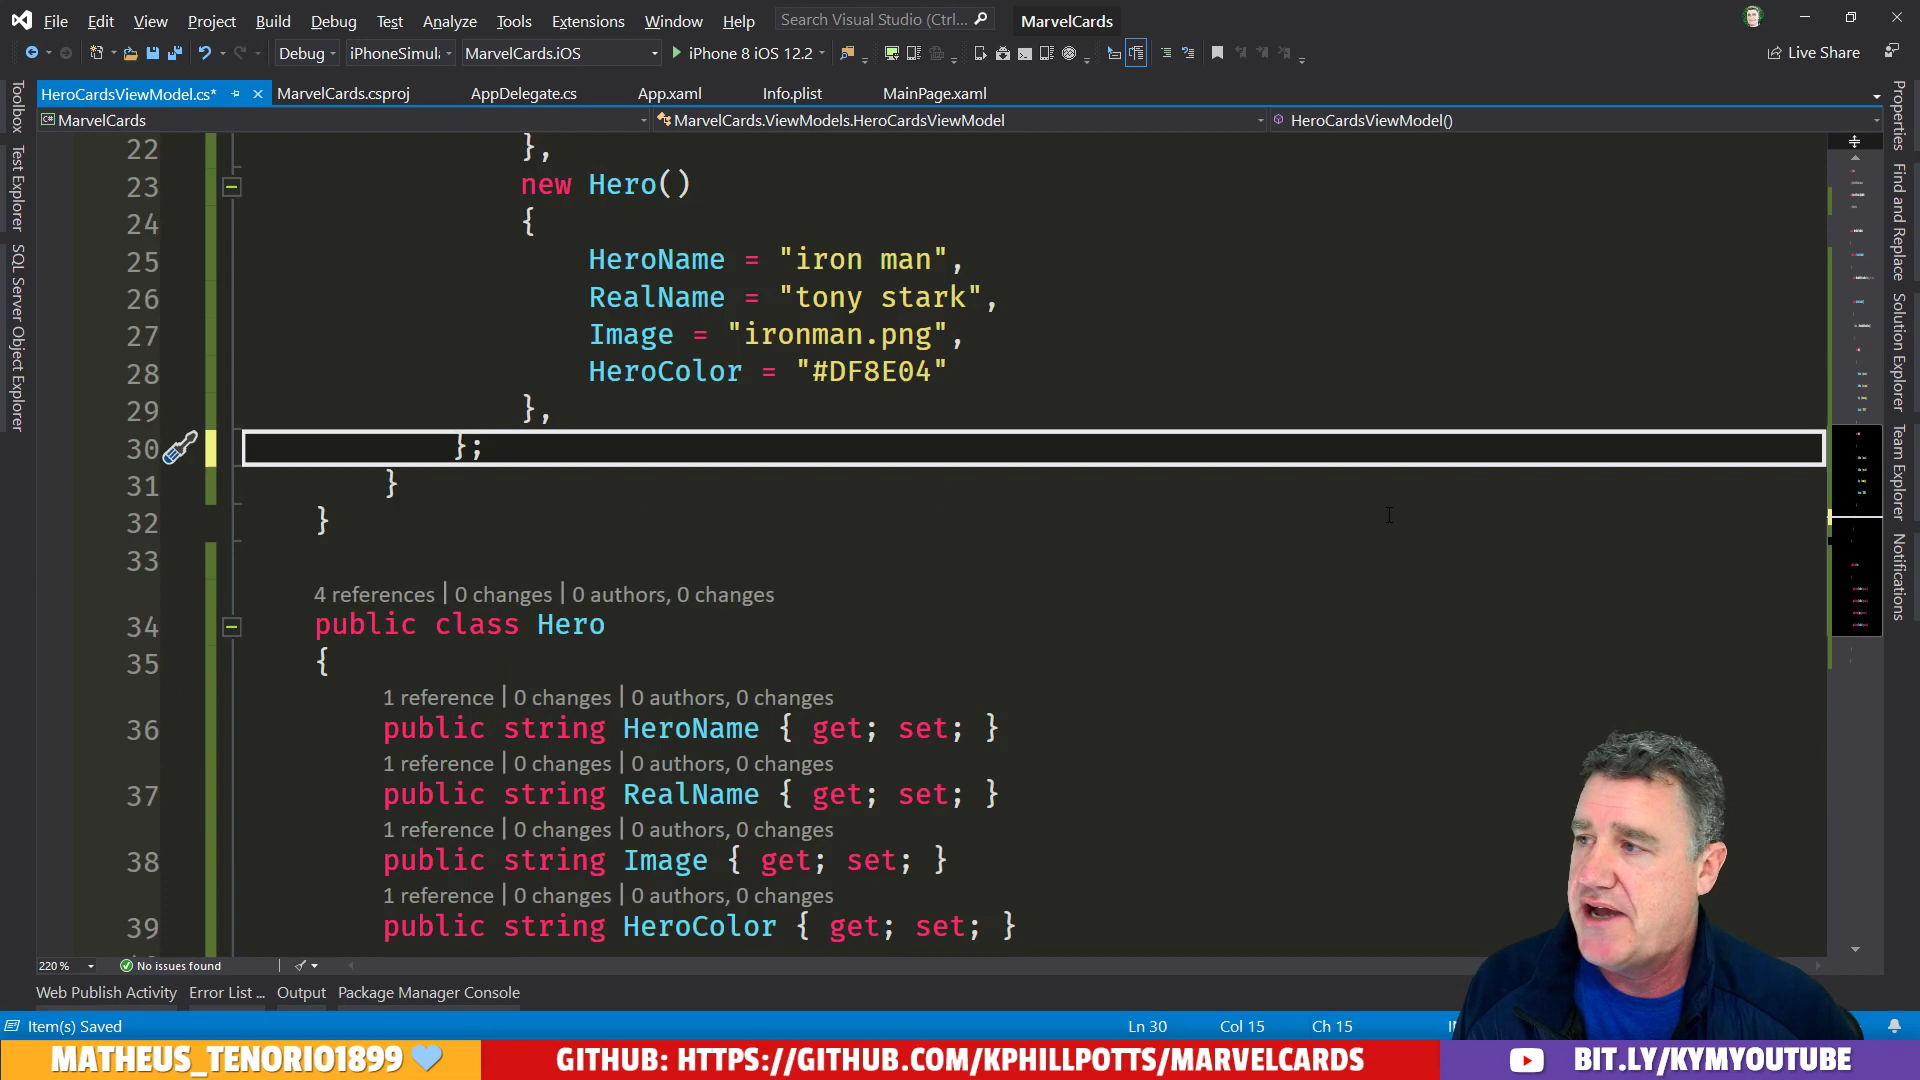 File Edit View Project Build Debug Test Analyze Tools Extensions Window Help Search Visual Studio (Ctrl... MarvelCards
Debug iPhoneSimula MarvelCards.iOS iPhone 8 iOS 12.2 Live Share
HeroCardsViewModel.cs* MarvelCards.csproj AppDelegate.cs App.xaml Info.plist MainPage.xaml
MarvelCards MarvelCards.ViewModels.HeroCardsViewModel HeroCardsViewModel()
Toolbox
Test Explorer
SQL Server Object Explorer
22 },
23 new Hero()
24 {
25 HeroName = "iron man",
26 RealName = "tony stark",
27 Image = "ironman.png",
28 HeroColor = "#DF8E04"
29 },
30 };
31 }
32 }
33
4 references | 0 changes | 0 authors, 0 changes
34 public class Hero
35 {
1 reference | 0 changes | 0 authors, 0 changes
36 public string HeroName { get; set; }
1 reference | 0 changes | 0 authors, 0 changes
37 public string RealName { get; set; }
1 reference | 0 changes | 0 authors, 0 changes
38 public string Image { get; set; }
1 reference | 0 changes | 0 authors, 0 changes
39 public string HeroColor { get; set; }
Properties
Find and Replace
Solution Explorer
Team Explorer
Notifications
220 % No issues found
Web Publish Activity Error List ... Output Package Manager Console
Item(s) Saved Ln 30 Col 15 Ch 15
MATHEUS_TENORIO1899 GITHUB: HTTPS://GITHUB.COM/KPHILLPOTTS/MARVELCARDS BIT.LY/KYMYOUTUBE